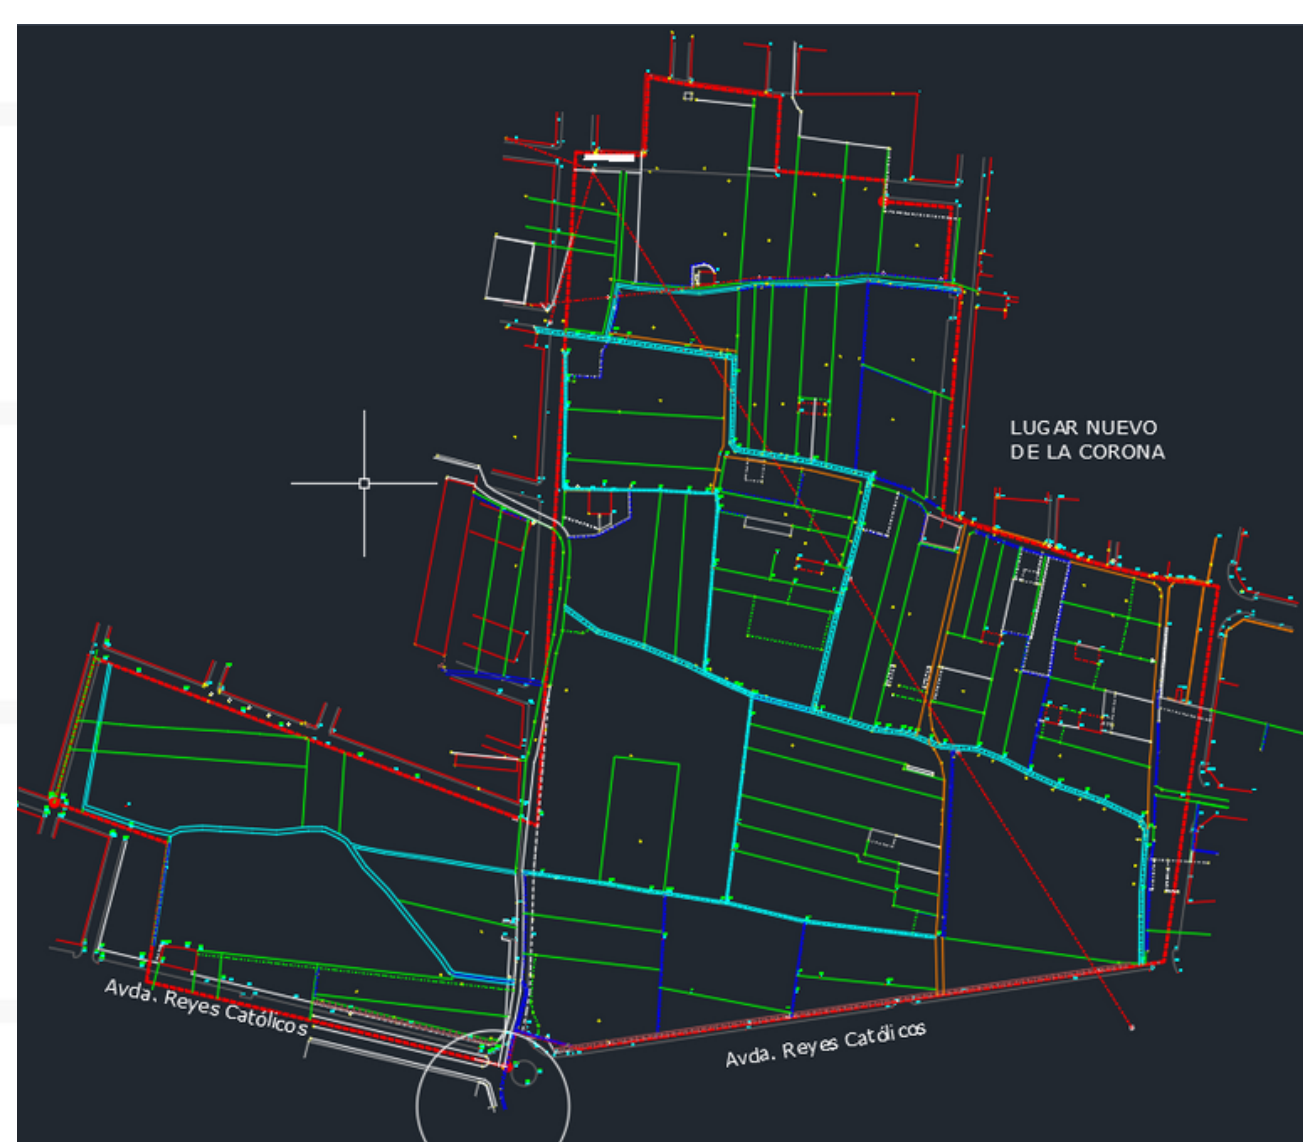 LUGAR NUEVO
DE LA CORONA
Avda. Reyes Católicos
Avda. Reyes Católicos